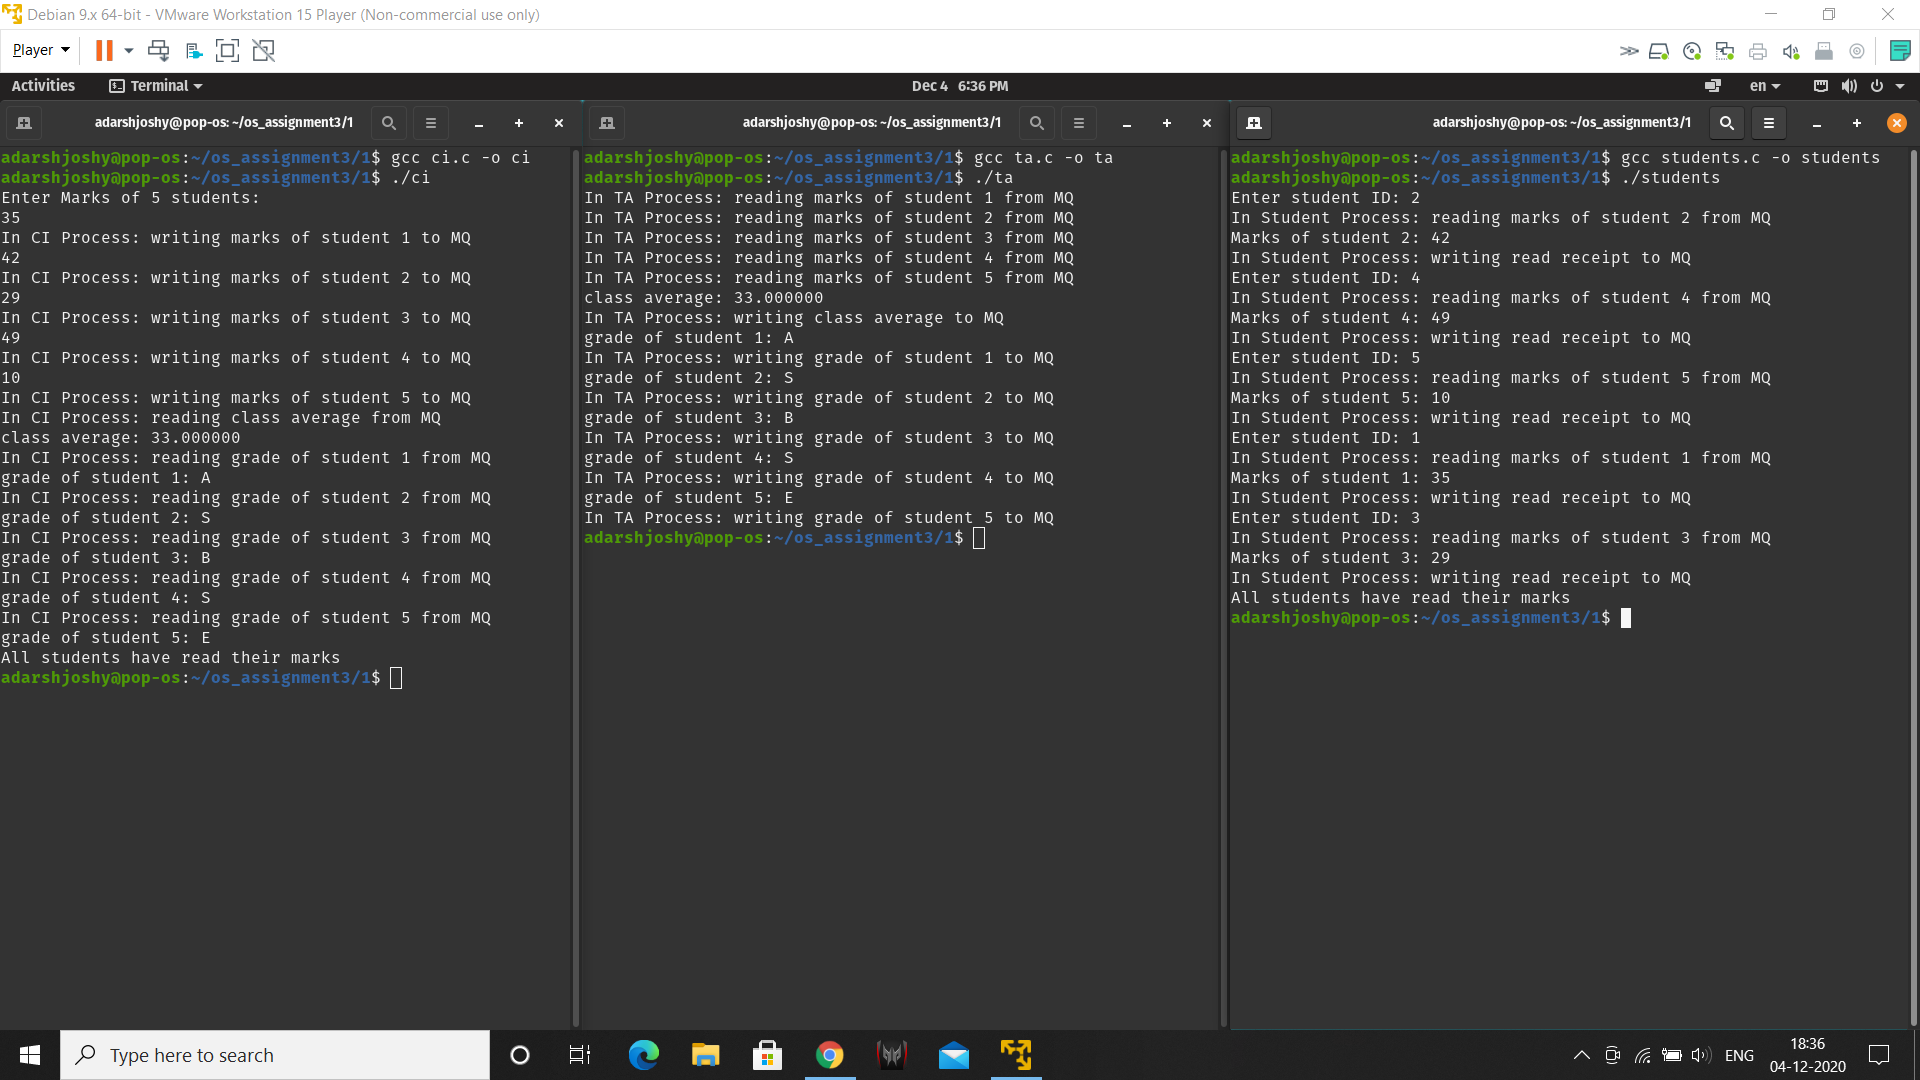 Debian 9.x 64-bit - VMware Workstation 15 Player (Non-commercial use only)
Player
Activities
Terminal
Dec 4 6:36 PM
en
adarshjoshy@pop-os: ~/os_assignment3/1
adarshjoshy@pop-os:~/os_assignment3/1$ gcc ci.c -o ci
adarshjoshy@pop-os:~/os_assignment3/1$ ./ci
Enter Marks of 5 students:
35
In CI Process: writing marks of student 1 to MQ
42
In CI Process: writing marks of student 2 to MQ
29
In CI Process: writing marks of student 3 to MQ
49
In CI Process: writing marks of student 4 to MQ
10
In CI Process: writing marks of student 5 to MQ
In CI Process: reading class average from MQ
class average: 33.000000
In CI Process: reading grade of student 1 from MQ
grade of student 1: A
In CI Process: reading grade of student 2 from MQ
grade of student 2: S
In CI Process: reading grade of student 3 from MQ
grade of student 3: B
In CI Process: reading grade of student 4 from MQ
grade of student 4: S
In CI Process: reading grade of student 5 from MQ
grade of student 5: E
All students have read their marks
adarshjoshy@pop-os:~/os_assignment3/1$
adarshjoshy@pop-os: ~/os_assignment3/1
adarshjoshy@pop-os:~/os_assignment3/1$ gcc ta.c -o ta
adarshjoshy@pop-os:~/os_assignment3/1$ ./ta
In TA Process: reading marks of student 1 from MQ
In TA Process: reading marks of student 2 from MQ
In TA Process: reading marks of student 3 from MQ
In TA Process: reading marks of student 4 from MQ
In TA Process: reading marks of student 5 from MQ
class average: 33.000000
In TA Process: writing class average to MQ
grade of student 1: A
In TA Process: writing grade of student 1 to MQ
grade of student 2: S
In TA Process: writing grade of student 2 to MQ
grade of student 3: B
In TA Process: writing grade of student 3 to MQ
grade of student 4: S
In TA Process: writing grade of student 4 to MQ
grade of student 5: E
In TA Process: writing grade of student 5 to MQ
adarshjoshy@pop-os:~/os_assignment3/1$
adarshjoshy@pop-os: ~/os_assignment3/1
adarshjoshy@pop-os:~/os_assignment3/1$ gcc students.c -o students
adarshjoshy@pop-os:~/os_assignment3/1$ ./students
Enter student ID: 2
In Student Process: reading marks of student 2 from MQ
Marks of student 2: 42
In Student Process: writing read receipt to MQ
Enter student ID: 4
In Student Process: reading marks of student 4 from MQ
Marks of student 4: 49
In Student Process: writing read receipt to MQ
Enter student ID: 5
In Student Process: reading marks of student 5 from MQ
Marks of student 5: 10
In Student Process: writing read receipt to MQ
Enter student ID: 1
In Student Process: reading marks of student 1 from MQ
Marks of student 1: 35
In Student Process: writing read receipt to MQ
Enter student ID: 3
In Student Process: reading marks of student 3 from MQ
Marks of student 3: 29
In Student Process: writing read receipt to MQ
All students have read their marks
adarshjoshy@pop-os:~/os_assignment3/1$
Type here to search
ENG
18:36
04-12-2020